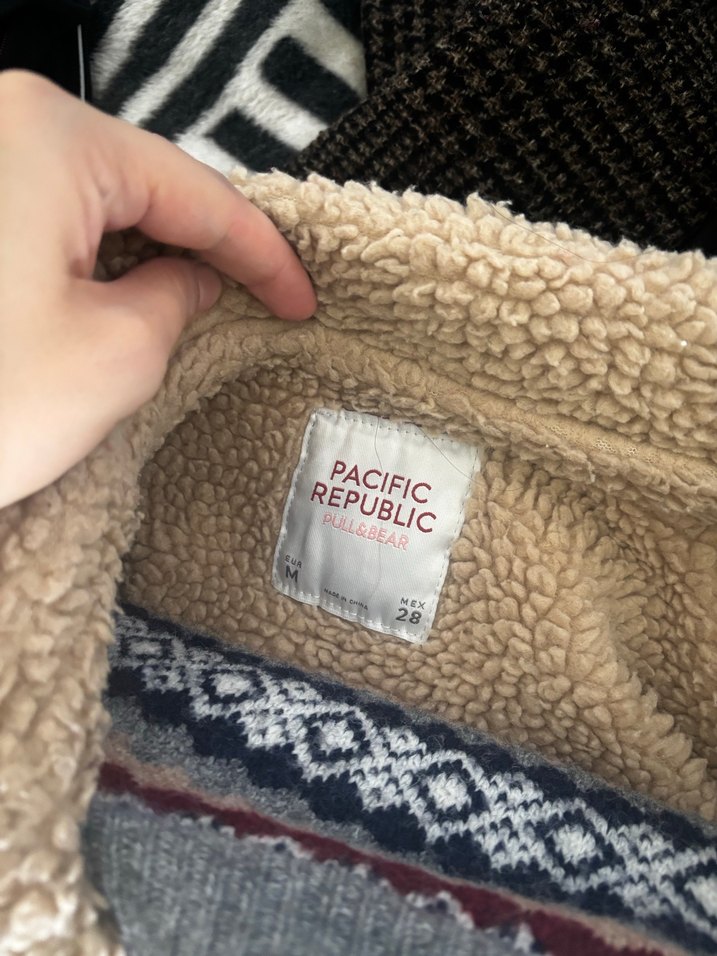 PACIFIC
REPUBLIC
PULL&BEAR
EUR
M
MADE IN CHINA
MEX
28